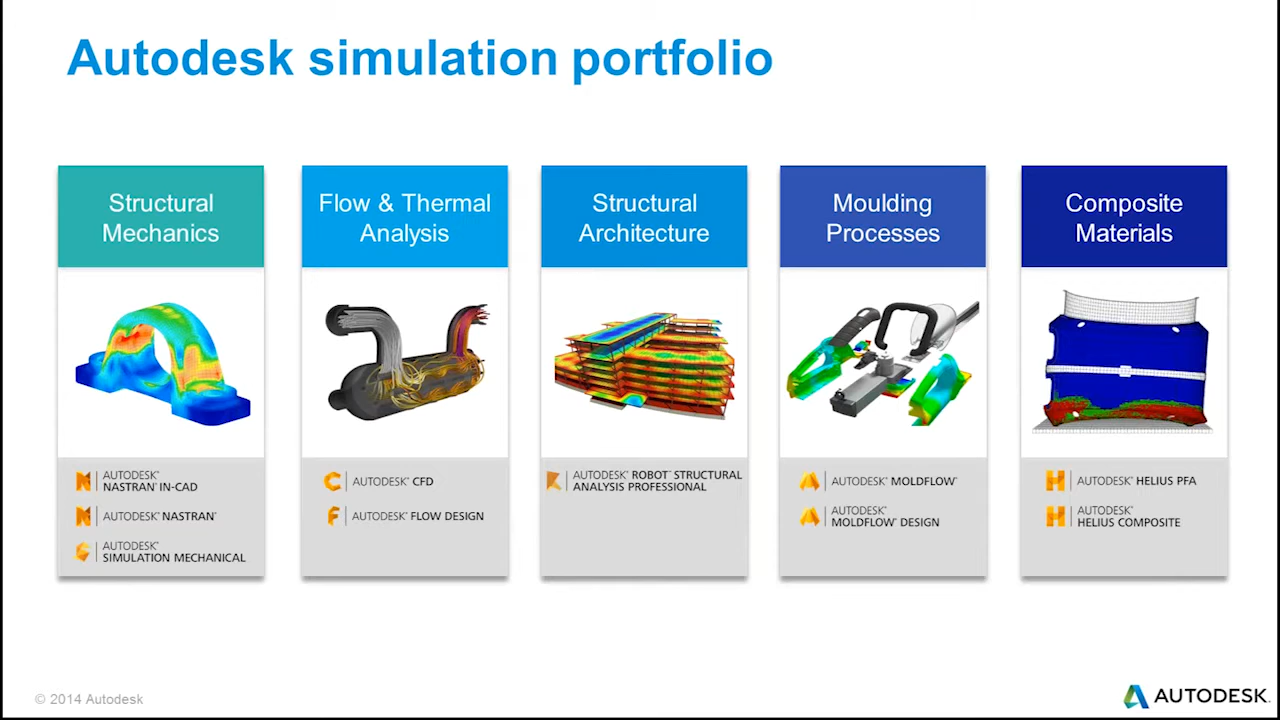 Autodesk simulation portfolio
Structural
Mechanics
AUTODESK®
NASTRAN® IN-CAD
AUTODESK® NASTRAN®
AUTODESK®
SIMULATION MECHANICAL
Flow & Thermal
Analysis
AUTODESK® CFD
AUTODESK® FLOW DESIGN
Structural
Architecture
AUTODESK® ROBOT™ STRUCTURAL
ANALYSIS PROFESSIONAL
Moulding
Processes
AUTODESK® MOLDFLOW®
AUTODESK®
MOLDFLOW® DESIGN
Composite
Materials
AUTODESK® HELIUS PFA
AUTODESK®
HELIUS COMPOSITE
© 2014 Autodesk
AUTODESK.